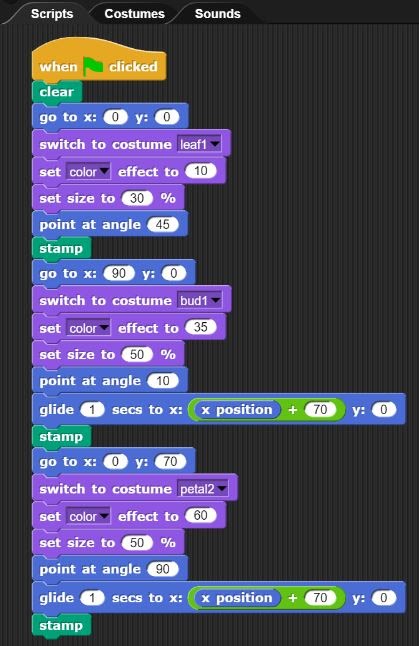 Scripts Costumes Sounds
when clicked
clear
go to x: 0 y: 0
switch to costume leaf1
set color effect to 10
set size to 30 %
point at angle 45
stamp
go to x: 90 y: 0
switch to costume bud1
set color effect to 35
set size to 50 %
point at angle 10
glide 1 secs to x: x position + 70 y: 0
stamp
go to x: 0 y: 70
switch to costume petal2
set color effect to 60
set size to 50 %
point at angle 90
glide 1 secs to x: x position + 70 y: 0
stamp